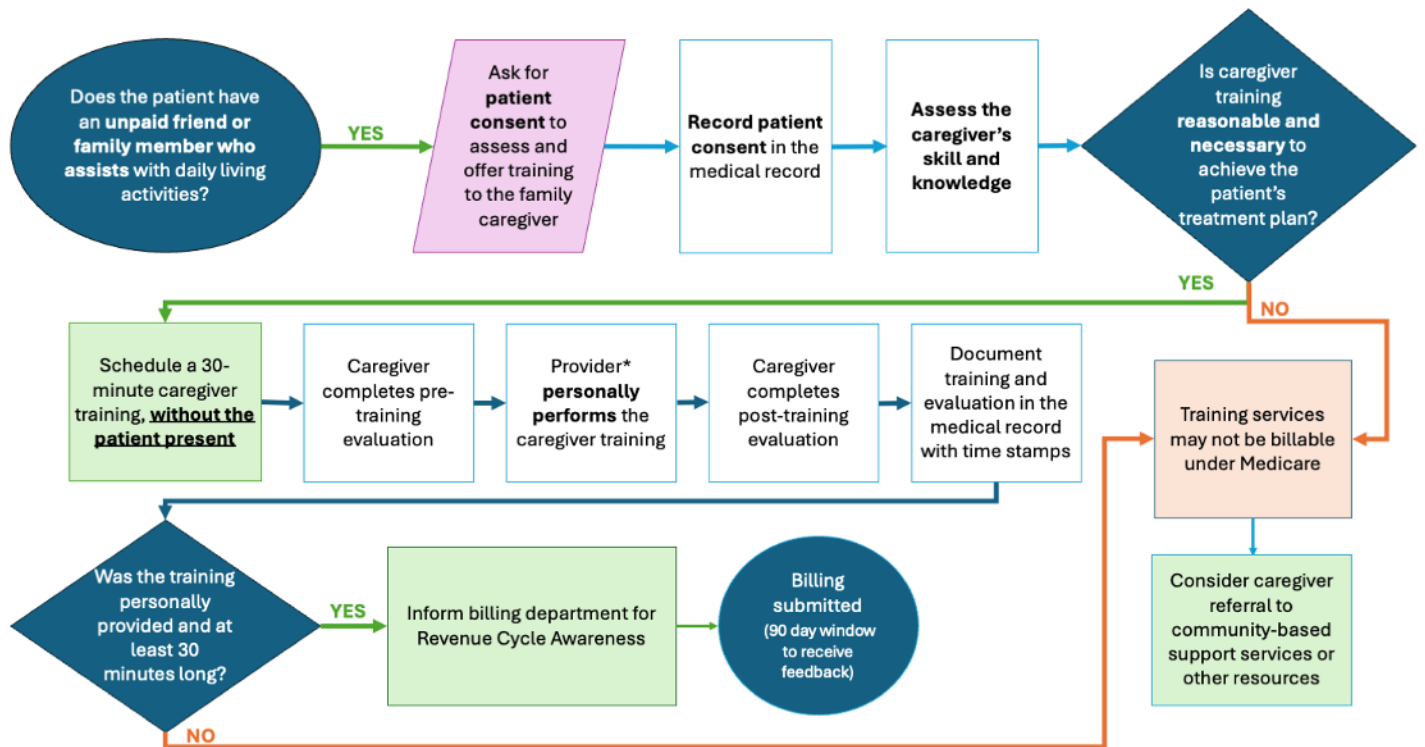 Does the patient have
an unpaid friend or
family member who
assists with daily living
activities?
YES
Ask for
patient
consent to
assess and
offer training
to the family
caregiver
Record patient
consent in the
medical record
Assess the
caregiver's
skill and
knowledge
Is caregiver
training
reasonable and
necessary to
achieve the
patient's
treatment plan?
YES
NO
Schedule a 30-
minute caregiver
training, without the
patient present
Caregiver
completes pre-
training
evaluation
Provider*
personally
performs the
caregiver training
Caregiver
completes
post-training
evaluation
Document
training and
evaluation in the
medical record
with time stamps
Training services
may not be billable
under Medicare
Was the training
personally
provided and at
least 30
minutes long?
YES
Inform billing department for
Revenue Cycle Awareness
Billing
submitted
(90 day window
to receive
feedback)
Consider caregiver
referral to
community-based
support services or
other resources
NO